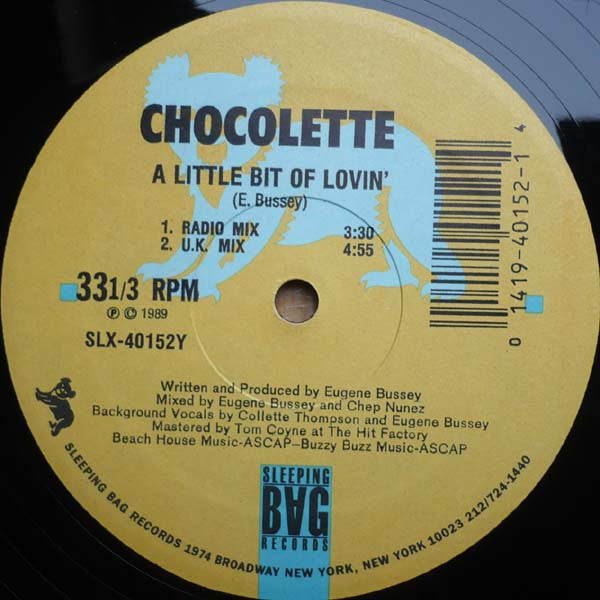 CHOCOLETTE
A LITTLE BIT OF LOVIN'
(E. Bussey)
1. RADIO MIX 3:30
2. U.K. MIX 4:55
33 1/3 RPM
Ⓟ © 1989
SLX-40152Y
0 1419-40152-1 4
Written and Produced by Eugene Bussey
Mixed by Eugene Bussey and Chep Nunez
Background Vocals by Collette Thompson and Eugene Bussey
Mastered by Tom Coyne at The Hit Factory
Beach House Music-ASCAP—Buzzy Buzz Music-ASCAP
SLEEPING
BAG
RECORDS
SLEEPING BAG RECORDS 1974 BROADWAY NEW YORK, NEW YORK 10023 212/724-1440